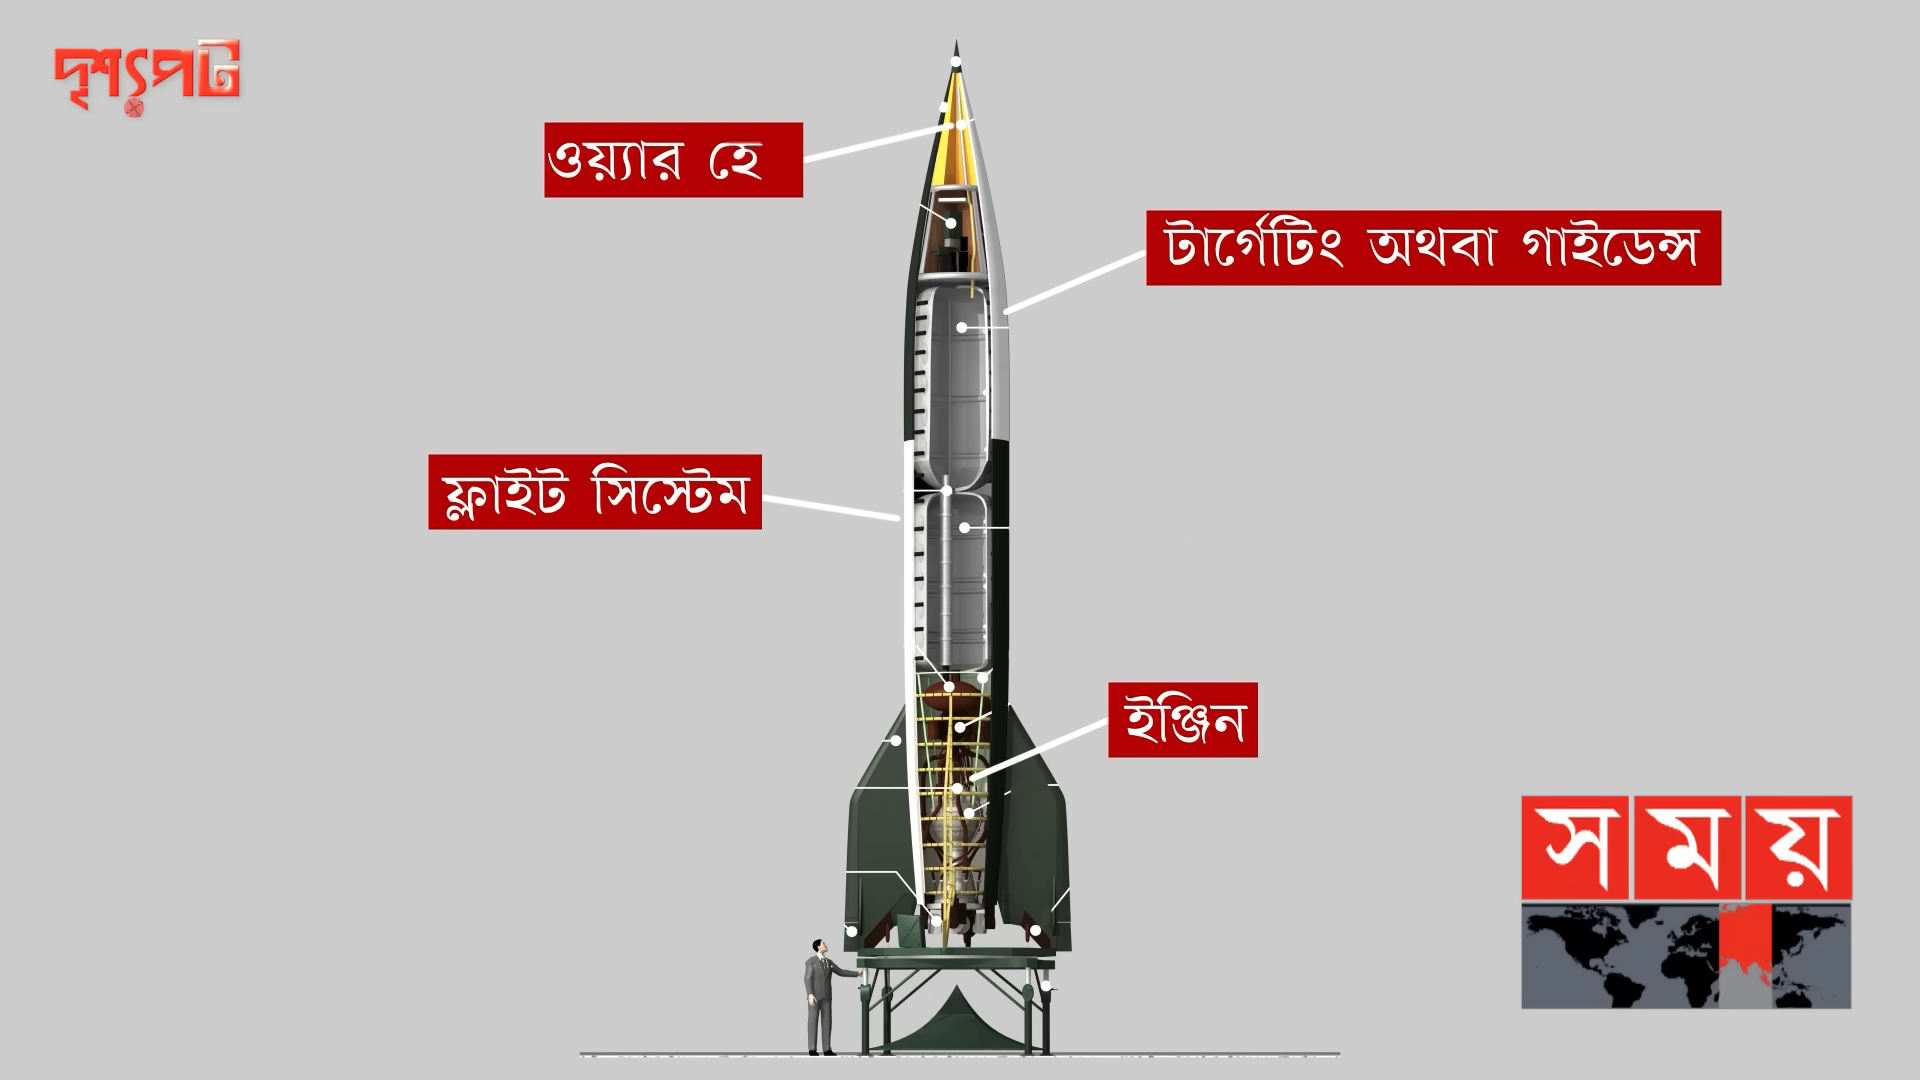 দৃশ্যপট
ওয়্যার হে
টার্গেটিং অথবা গাইডেন্স
ফ্লাইট সিস্টেম
ইঞ্জিন
সময়